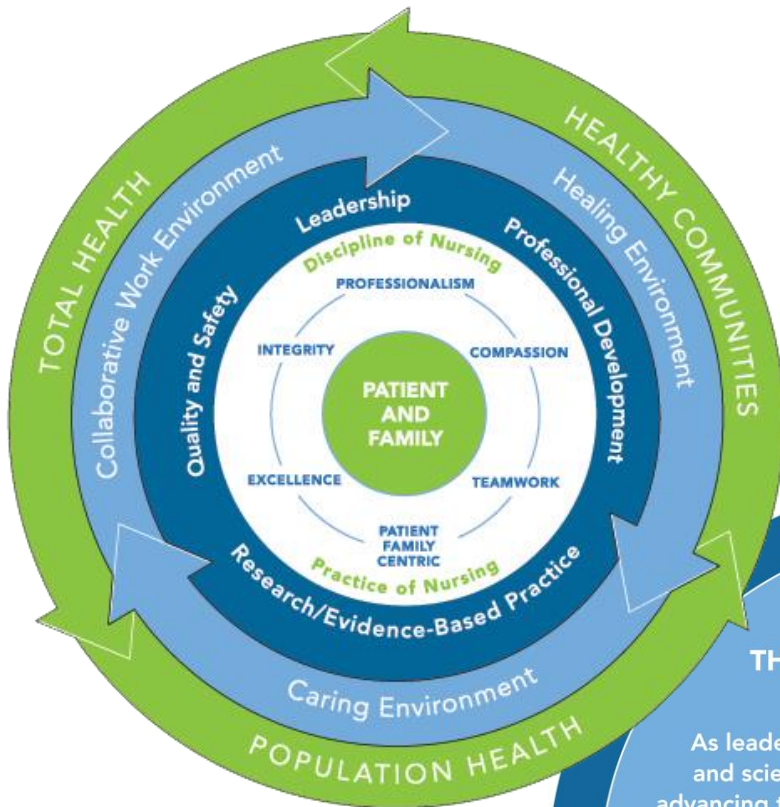 HEALTHY COMMUNITIES
TOTAL HEALTH
POPULATION HEALTH
Collaborative Work Environment
Healing Environment
Caring Environment
Leadership
Professional Development
Quality and Safety
Research/Evidence-Based Practice
Discipline of Nursing
PROFESSIONALISM
INTEGRITY
COMPASSION
PATIENT
AND
FAMILY
EXCELLENCE
TEAMWORK
PATIENT
FAMILY
CENTRIC
Practice of Nursing
As leade
and scie